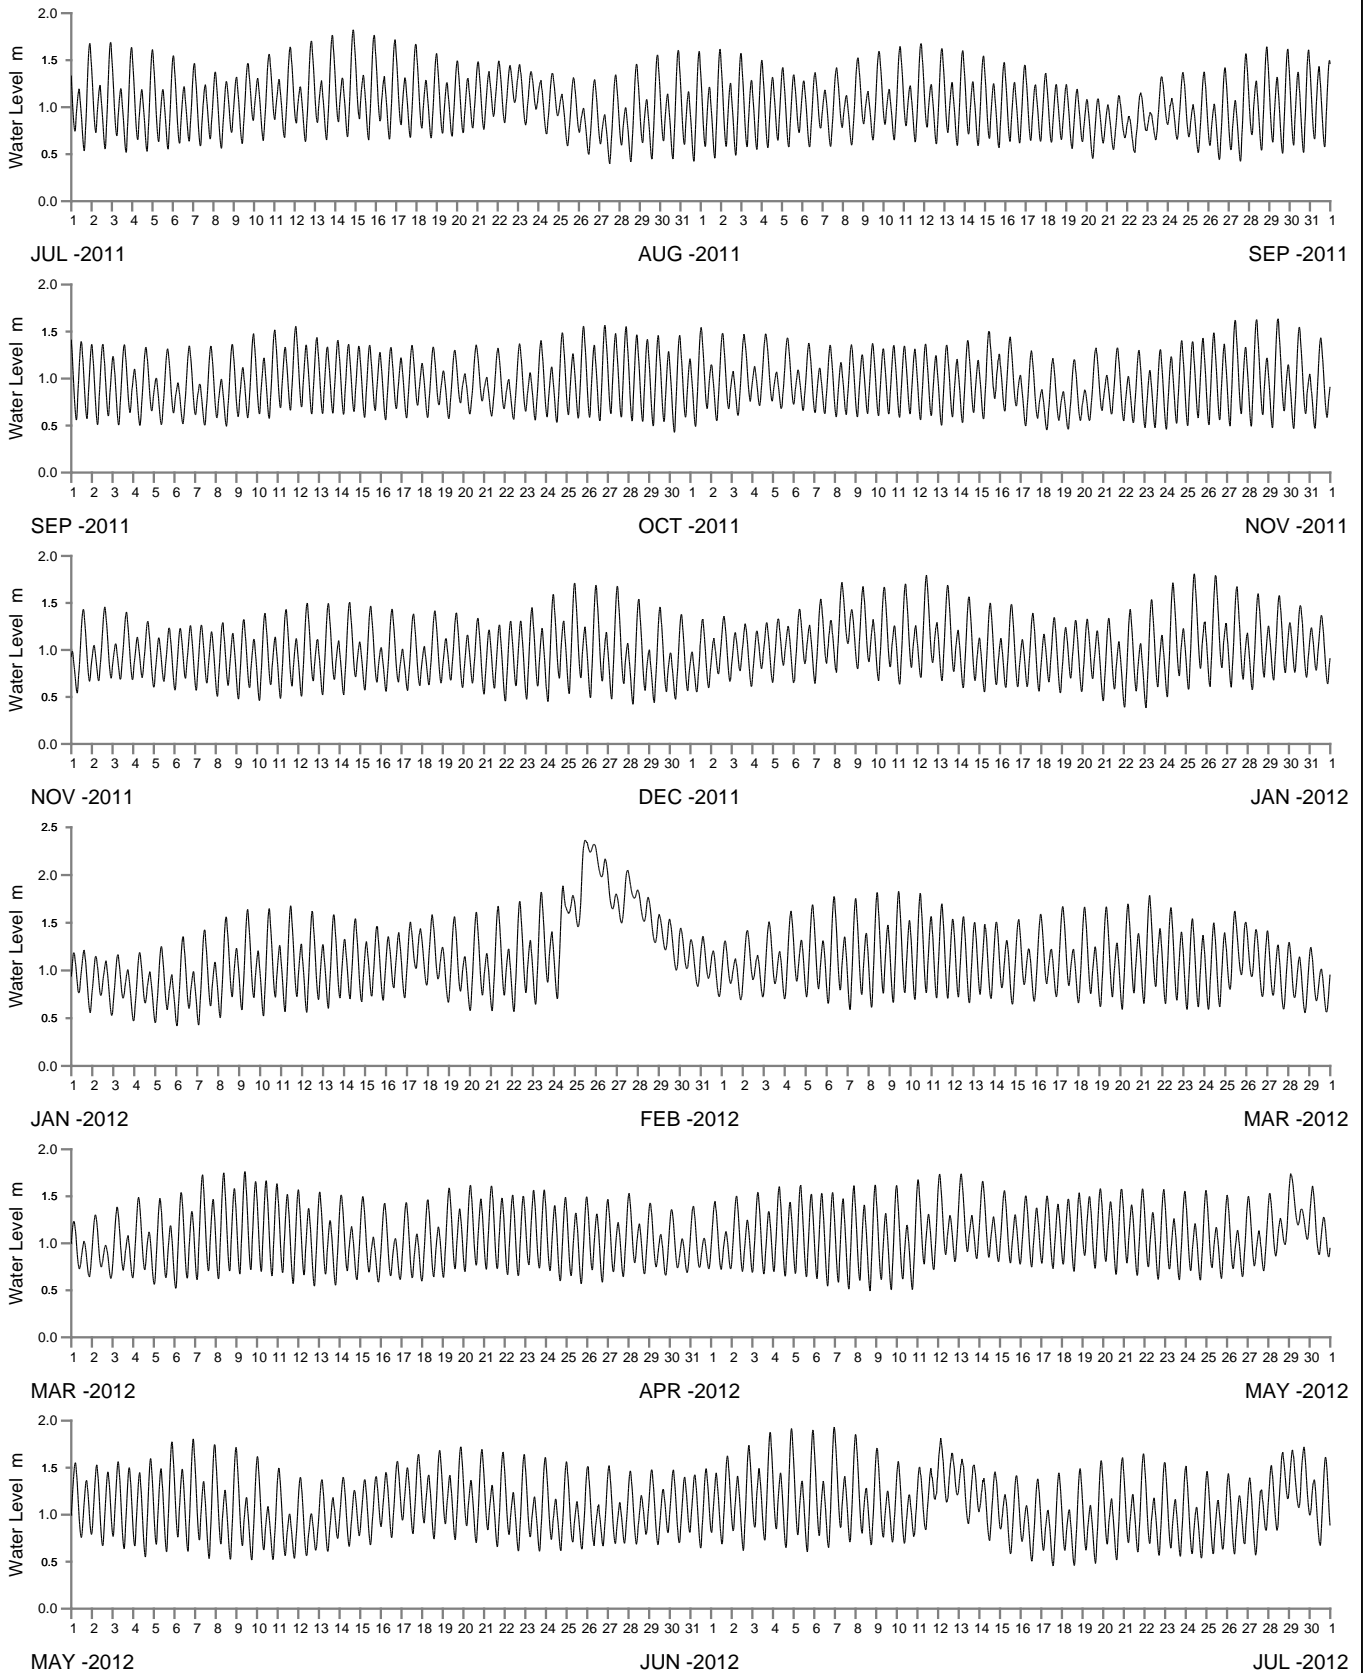 2.0
1.5
1.0
0.5
0.0
Water Level m
1 2 3 4 5 6 7 8 9 10 11 12 13 14 15 16 17 18 19 20 21 22 23 24 25 26 27 28 29 30 31 1 2 3 4 5 6 7 8 9 10 11 12 13 14 15 16 17 18 19 20 21 22 23 24 25 26 27 28 29 30 31 1
JUL -2011 AUG -2011 SEP -2011
2.0
1.5
1.0
0.5
0.0
Water Level m
1 2 3 4 5 6 7 8 9 10 11 12 13 14 15 16 17 18 19 20 21 22 23 24 25 26 27 28 29 30 1 2 3 4 5 6 7 8 9 10 11 12 13 14 15 16 17 18 19 20 21 22 23 24 25 26 27 28 29 30 31 1
SEP -2011 OCT -2011 NOV -2011
2.0
1.5
1.0
0.5
0.0
Water Level m
1 2 3 4 5 6 7 8 9 10 11 12 13 14 15 16 17 18 19 20 21 22 23 24 25 26 27 28 29 30 1 2 3 4 5 6 7 8 9 10 11 12 13 14 15 16 17 18 19 20 21 22 23 24 25 26 27 28 29 30 31 1
NOV -2011 DEC -2011 JAN -2012
2.5
2.0
1.5
1.0
0.5
0.0
Water Level m
1 2 3 4 5 6 7 8 9 10 11 12 13 14 15 16 17 18 19 20 21 22 23 24 25 26 27 28 29 30 31 1 2 3 4 5 6 7 8 9 10 11 12 13 14 15 16 17 18 19 20 21 22 23 24 25 26 27 28 29 1
JAN -2012 FEB -2012 MAR -2012
2.0
1.5
1.0
0.5
0.0
Water Level m
1 2 3 4 5 6 7 8 9 10 11 12 13 14 15 16 17 18 19 20 21 22 23 24 25 26 27 28 29 30 31 1 2 3 4 5 6 7 8 9 10 11 12 13 14 15 16 17 18 19 20 21 22 23 24 25 26 27 28 29 30 1
MAR -2012 APR -2012 MAY -2012
2.0
1.5
1.0
0.5
0.0
Water Level m
1 2 3 4 5 6 7 8 9 10 11 12 13 14 15 16 17 18 19 20 21 22 23 24 25 26 27 28 29 30 31 1 2 3 4 5 6 7 8 9 10 11 12 13 14 15 16 17 18 19 20 21 22 23 24 25 26 27 28 29 30 1
MAY -2012 JUN -2012 JUL -2012